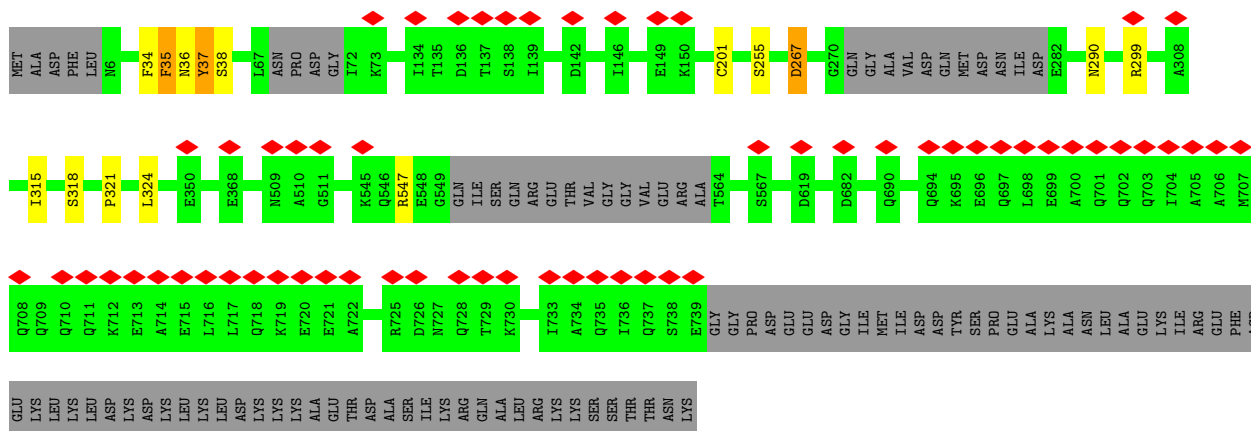 MET ALA ASP PHE LEU N6 F34 F35 N36 Y37 S38 L67 ASN PRO ASP GLY I72 K73 I134 T135 D136 T137 S138 I139 D142 I146 E149 K150 C201 S255 D267 G270 GLN GLY ALA VAL ASP GLN MET ASP ASN ILE ASP E282 N290 R299 A308
I315 S318 P321 L324 E350 E368 N509 A510 G511 K545 Q546 R547 E548 G549 GLN ILE SER GLN ARG GLU THR VAL GLY GLY VAL GLU ARG ALA T564 S567 D619 D682 Q690 Q694 K695 E696 Q697 L698 E699 A700 Q701 Q702 Q703 I704 A705 A706 M707
Q708 Q709 Q710 Q711 K712 E713 A714 E715 L716 L717 Q718 K719 E720 E721 A722 R725 D726 N727 Q728 T729 K730 I733 A734 Q735 I736 Q737 S738 E739 GLY GLY PRO ASP GLU GLU ASP GLY ILE MET ILE ASP ASP TYR SER PRO GLU ALA LYS ALA ASN LEU ALA GLU LYS ILE ARG GLU PHE
GLU LYS LEU LYS LEU ASP LYS ASP LYS LEU LYS LEU ASP LYS LYS LYS ALA GLU THR ASP ALA SER ILE LYS ARG GLN ALA LEU ARG LYS LYS SER SER THR THR ASN LYS